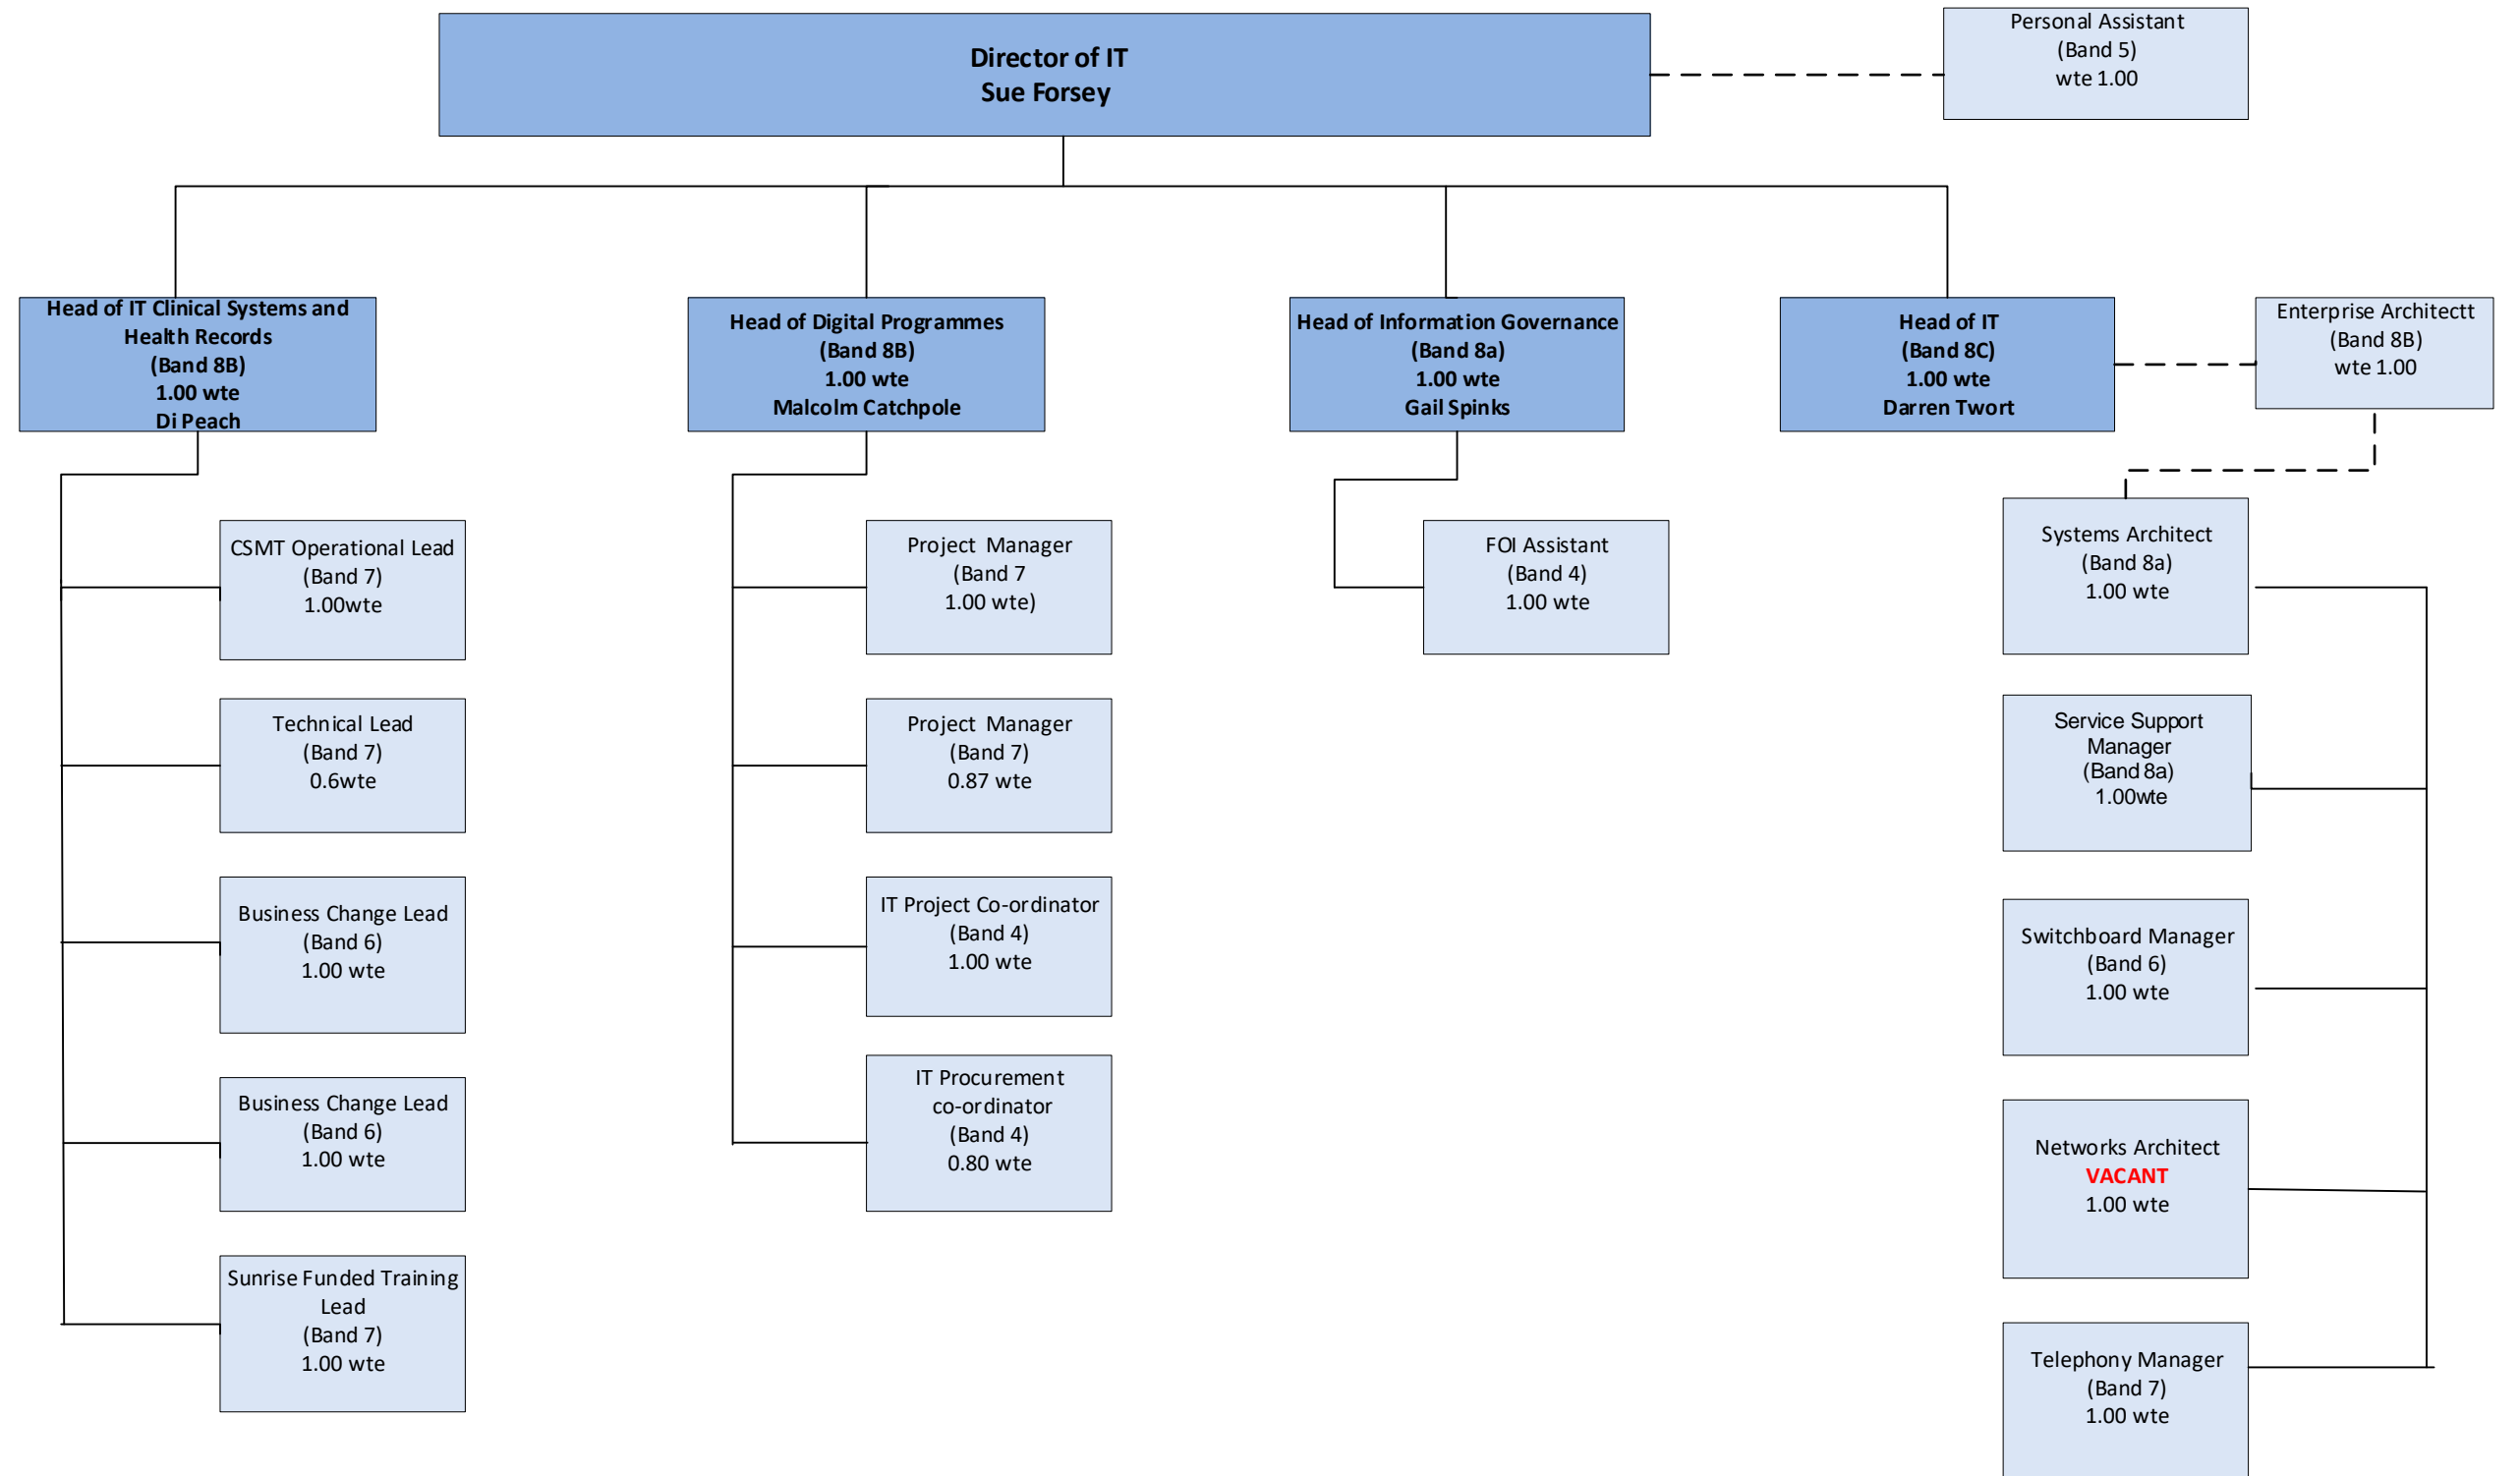 Director of IT
Sue Forsey
Personal Assistant
(Band 5)
wte 1.00
Head of IT Clinical Systems and
Health Records
(Band 8B)
1.00 wte
Di Peach
Head of Digital Programmes
(Band 8B)
1.00 wte
Malcolm Catchpole
Head of Information Governance
(Band 8a)
1.00 wte
Gail Spinks
Head of IT
(Band 8C)
1.00 wte
Darren Twort
Enterprise Architectt
(Band 8B)
wte 1.00
CSMT Operational Lead
(Band 7)
1.00wte
Technical Lead
(Band 7)
0.6wte
Business Change Lead
(Band 6)
1.00 wte
Business Change Lead
(Band 6)
1.00 wte
Sunrise Funded Training
Lead
(Band 7)
1.00 wte
Project Manager
(Band 7
1.00 wte)
Project Manager
(Band 7)
0.87 wte
IT Project Co-ordinator
(Band 4)
1.00 wte
IT Procurement
co-ordinator
(Band 4)
0.80 wte
FOI Assistant
(Band 4)
1.00 wte
Systems Architect
(Band 8a)
1.00 wte
Service Support
Manager
(Band 8a)
1.00wte
Switchboard Manager
(Band 6)
1.00 wte
Networks Architect
VACANT
1.00 wte
Telephony Manager
(Band 7)
1.00 wte